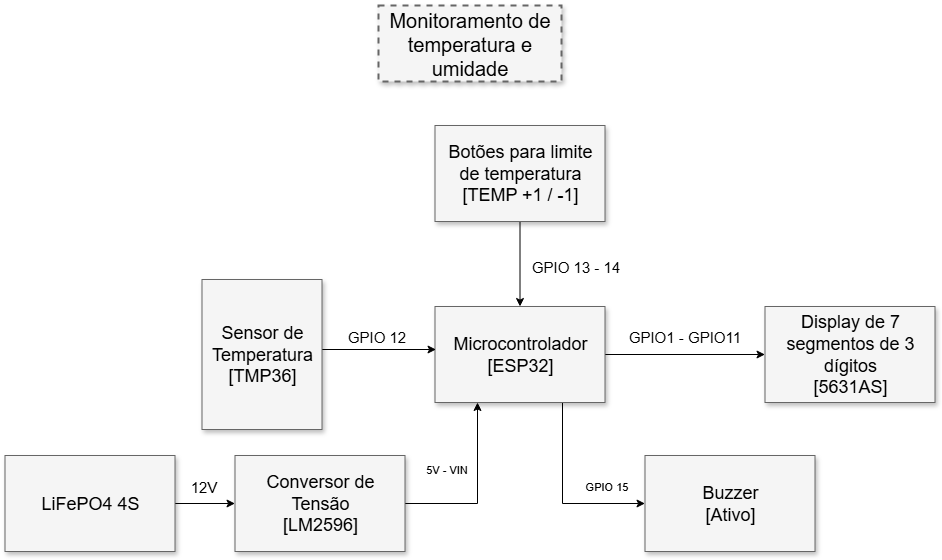 Monitoramento de
temperatura e
umidade
Botões para limite
de temperatura
[TEMP +1 / -1]
GPIO 13 - 14
Sensor de
Temperatura
[TMP36]
GPIO 12
Microcontrolador
[ESP32]
GPIO1 - GPIO11
Display de 7
segmentos de 3
dígitos
[5631AS]
LiFePO4 4S
12V
Conversor de
Tensão
[LM2596]
5V - VIN
GPIO 15
Buzzer
[Ativo]